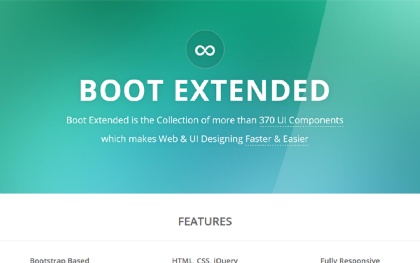 BOOT EXTENDED
Boot Extended is the Collection of more than 370 UI Components
which makes Web & UI Designing Faster & Easier
FEATURES
Bootstrap Based
HTML, CSS, jQuery
Fully Responsive